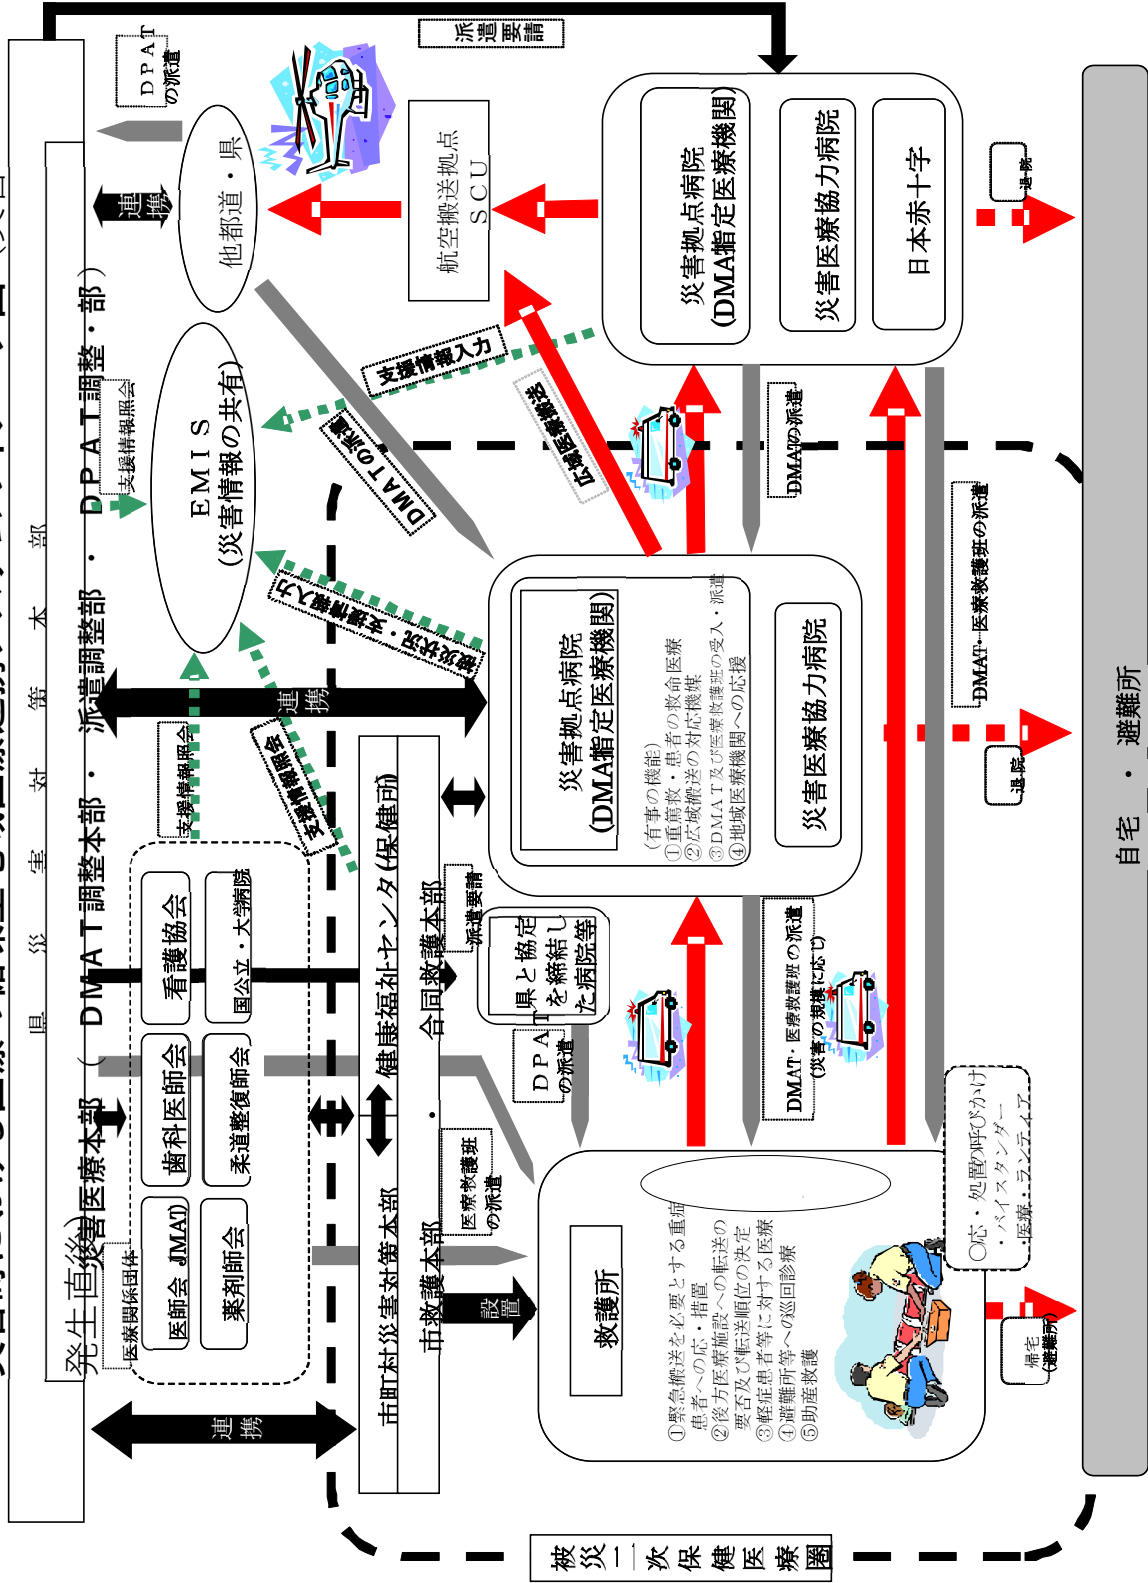 発生直後)
県災害対策本部
災害医療本部 ( DMAT調整本部 ・ 派遣調整部 ・ DPAT調整・部 )
連携
医療関係団体
医師会 JMAT)
歯科医師会
看護協会
薬剤師会
柔道整復師会
国公立・大学病院
支援情報照会
支援情報照会
支援情報照会
EMIS
(災害情報の共有)
連携
他都道・県
DPAT
の派遣
派遣要請
市町村災害対策本部
健康福祉センタ(保健所)
市救護本部 ・ 合同救護本部
連携
被災状況・支援情報入力
DMATの派遣
支援情報入力
航空搬送拠点
SCU
設置
医療救護班
の派遣
DPAT
の派遣
派遣要請
県と協定
を締結し
た病院等
広域医療搬送
救護所
①緊急搬送を必要とする重症
患者への応・措置
②後方医療施設への転送の
要否及び転送順位の決定
③軽症患者等に対する医療
④避難所等への巡回診療
⑤助産救護
災害拠点病院
(DMA指定医療機関)
(有事の機能)
①重篤救・患者の救命医療
②広域搬送の対応機媒
③DMAT及び医療救護班の受入・派遣
④地域医療機関への応援
災害医療協力病院
災害拠点病院
(DMA指定医療機関)
災害医療協力病院
日本赤十字
DMAT・医療救護班の派遣
(災害の規模に応じ)
DMAの派遣
DMAT・医療救護班の派遣
〇応・処置の呼びかけ
・バイスタンダー
・医療・ランティア
帰宅
(避難所)
退院
退院
自宅 ・ 避難所
被災二次保健医療圏